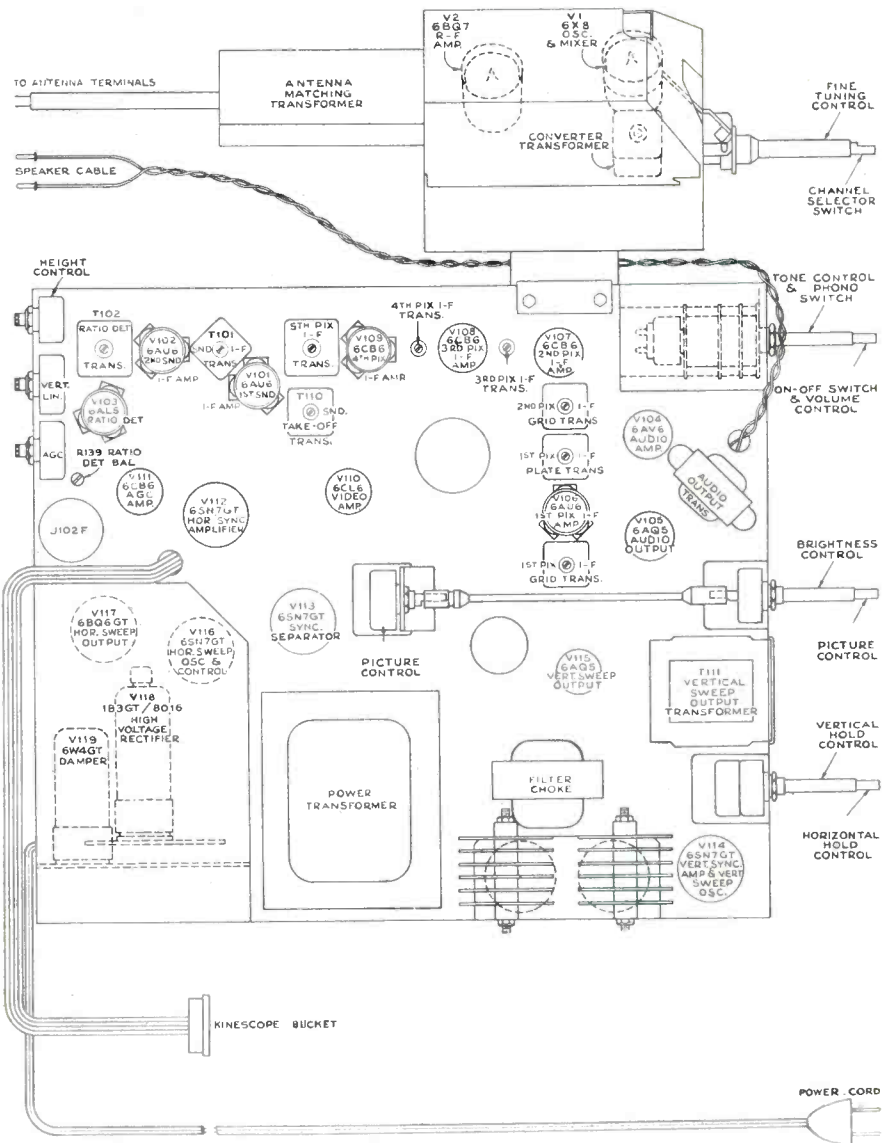 V2
6BQ7
R-F
AMP.
V1
6X8
OSC.
& MIXER
TO ANTENNA TERMINALS
ANTENNA
MATCHING
TRANSFORMER
FINE
TUNING
CONTROL
CONVERTER
TRANSFORMER
SPEAKER CABLE
CHANNEL
SELECTOR
SWITCH
HEIGHT
CONTROL
TONE CONTROL
& PHONO
SWITCH
T102
RATIO DET.
TRANS.
V102
6AU6
2ND SND.
I-F AMP
T101
SND I-F
TRANS
V101
6AU6
1ST SND.
I-F AMP
5TH PIX
I-F
TRANS.
V109
6CB6
4TH PIX
I-F AMP.
4TH PIX I-F
TRANS.
V108
6CB6
3RD PIX
I-F
AMP
3RD PIX I-F
TRANS.
V107
6CB6
2ND PIX
I-F
AMP.
ON-OFF SWITCH
& VOLUME
CONTROL
VERT.
LIN.
V103
6AL5
RATIO DET
T110
SND.
TAKE-OFF
TRANS.
2ND PIX I-F
GRID TRANS
V104
6AV6
AUDIO
AMP.
AGC
R139 RATIO
DET BAL
1ST PIX I-F
PLATE TRANS
AUDIO
OUTPUT
TRANS.
V111
6CB6
AGC
AMP.
V112
6SN7GT
HOR SYNC
AMPLIFIER
V110
6CL6
VIDEO
AMP.
V106
6AU6
1ST PIX I-F
AMP
V105
6AQ5
AUDIO
OUTPUT
J102F
1ST PIX I-F
GRID TRANS.
BRIGHTNESS
CONTROL
V117
6BQ6GT
HOR. SWEEP
OUTPUT
V116
6SN7GT
HOR. SWEEP
OSC &
CONTROL
V113
6SN7GT
SYNC.
SEPARATOR
PICTURE
CONTROL
V115
6AQ5
VERT. SWEEP
OUTPUT
T111
VERTICAL
SWEEP
OUTPUT
TRANSFORMER
PICTURE
CONTROL
V118
1B3GT/8016
HIGH
VOLTAGE
RECTIFIER
V119
6W4GT
DAMPER
VERTICAL
HOLD
CONTROL
POWER
TRANSFORMER
FILTER
CHOKE
HORIZONTAL
HOLD
CONTROL
V114
6SN7GT
VERT. SYNC.
AMP & VERT
SWEEP
OSC.
KINESCOPE BUCKET
POWER CORD